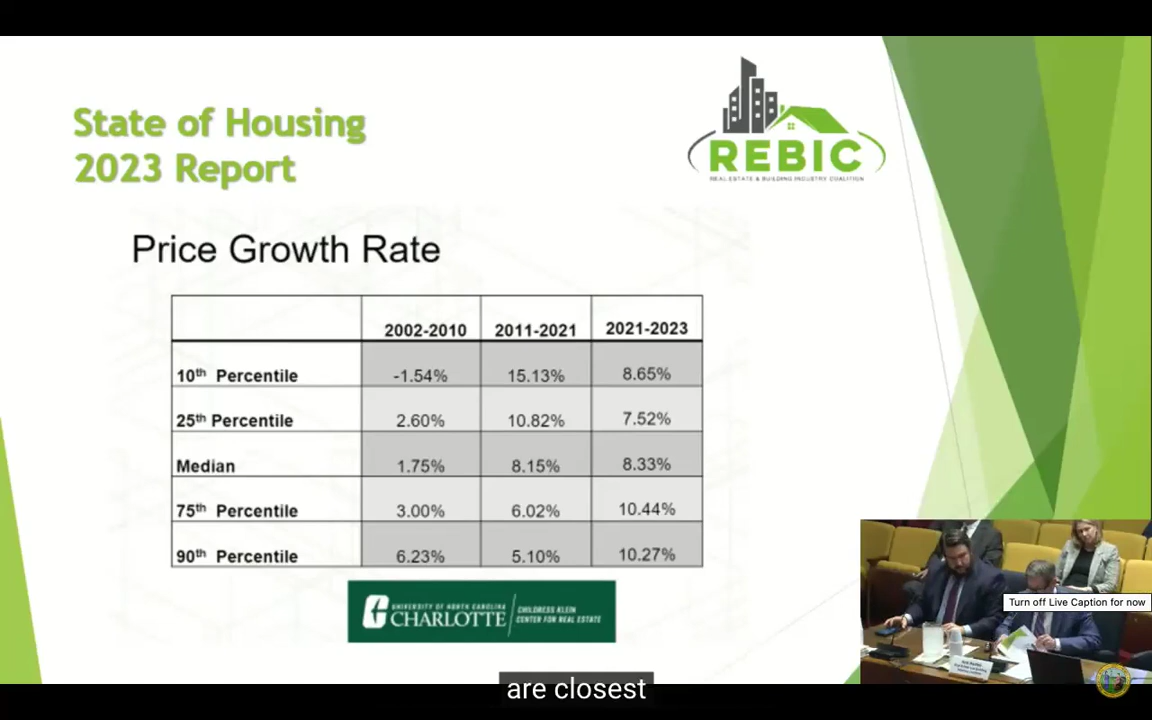 State of Housing
2023 Report
REBIC
REAL ESTATE & BUILDING INDUSTRY COALITION
Price Growth Rate
2002-2010 2011-2021 2021-2023
10th Percentile -1.54% 15.13% 8.65%
25th Percentile 2.60% 10.82% 7.52%
Median 1.75% 8.15% 8.33%
75th Percentile 3.00% 6.02% 10.44%
90th Percentile 6.23% 5.10% 10.27%
UNIVERSITY OF NORTH CAROLINA
CHARLOTTE
CHILDRESS KLEIN
CENTER FOR REAL ESTATE
Turn off Live Caption for now
are closest